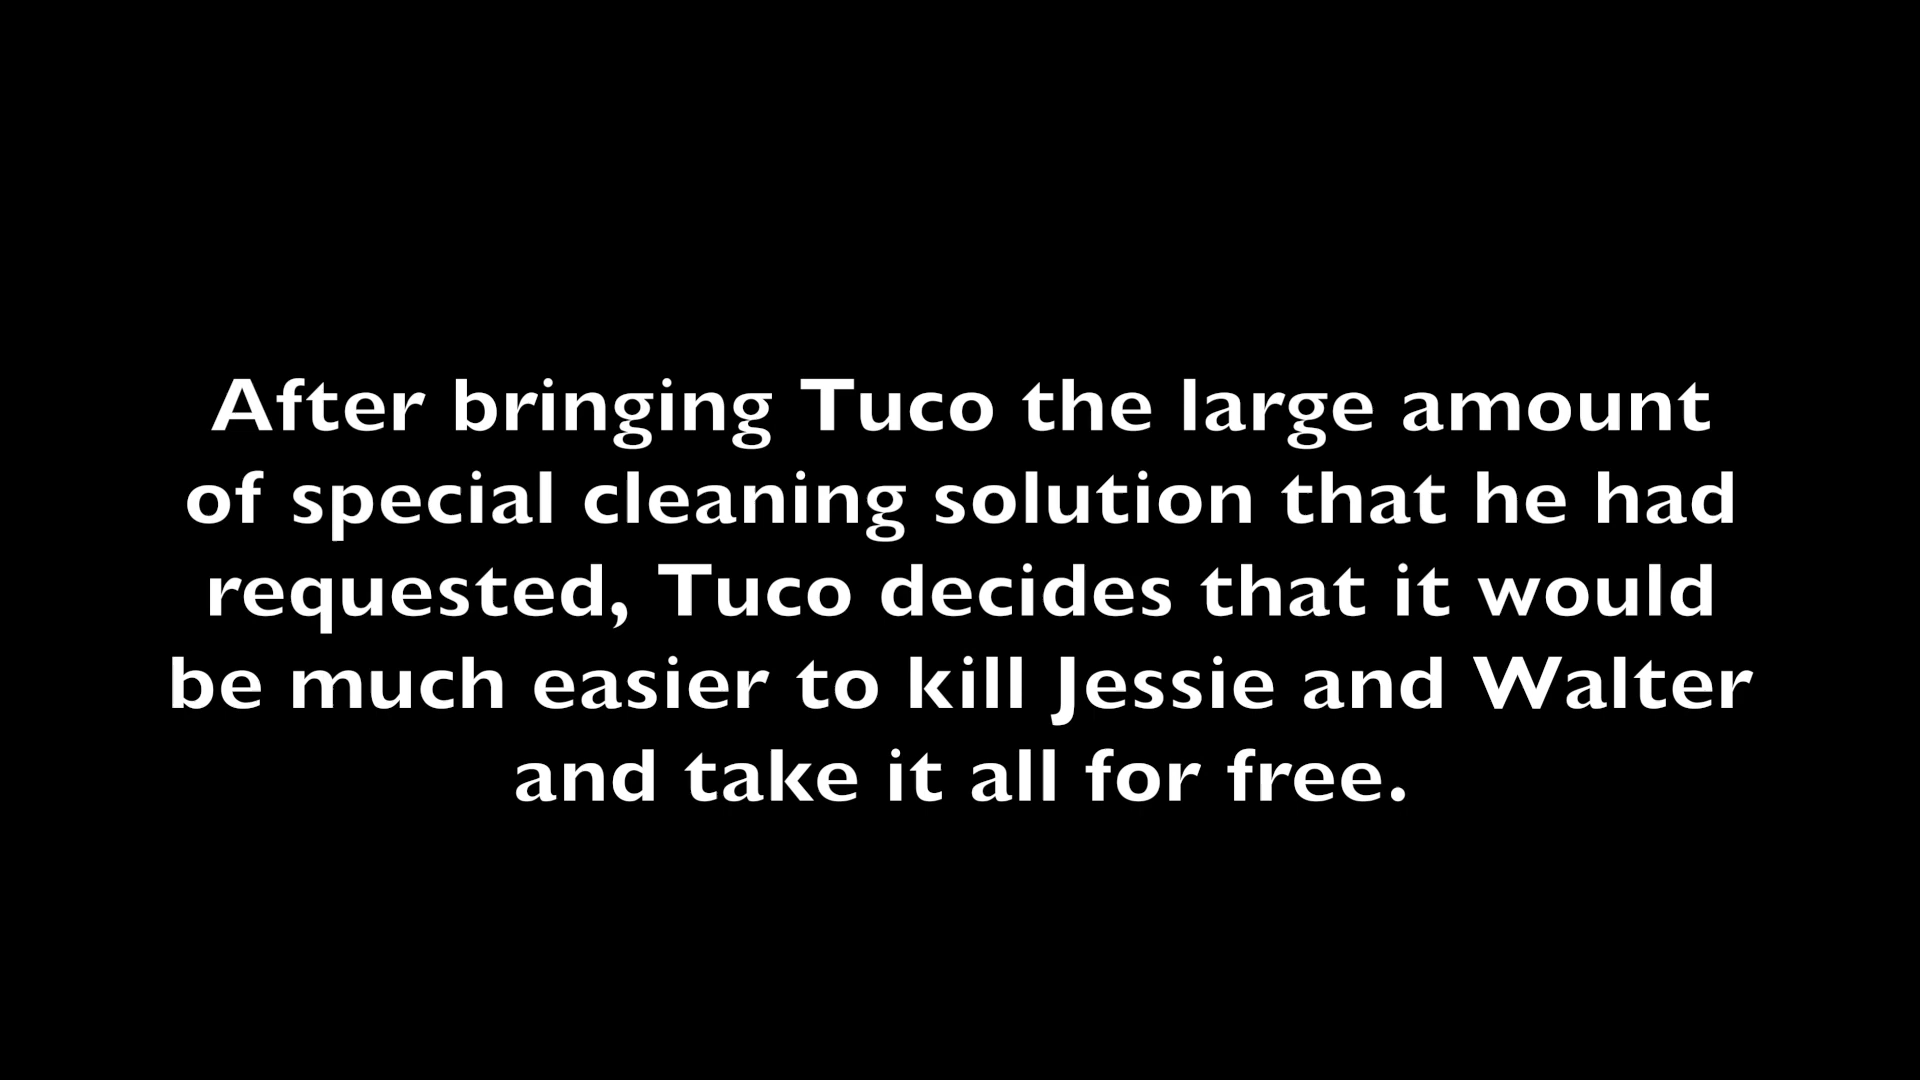 After bringing Tuco the large amount
of special cleaning solution that he had
requested, Tuco decides that it would
be much easier to kill Jessie and Walter
and take it all for free.